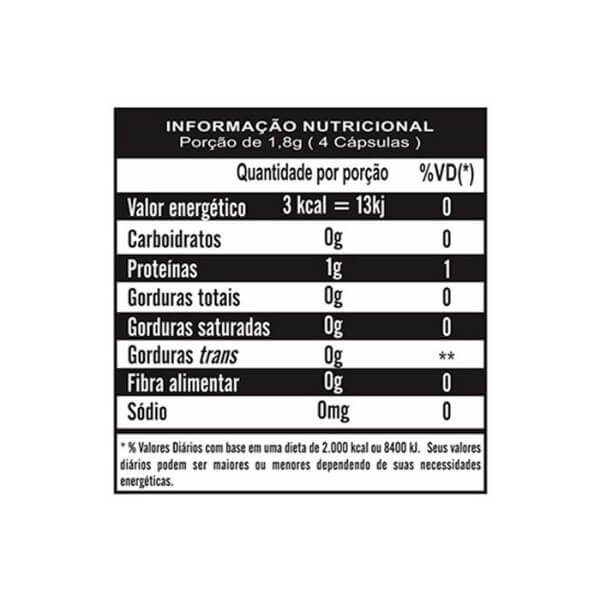 INFORMAÇÃO NUTRICIONAL
Porção de 1,8g ( 4 Cápsulas )
Quantidade por porção %VD(*)
Valor energético 3 kcal = 13kj 0
Carboidratos 0g 0
Proteínas 1g 1
Gorduras totais 0g 0
Gorduras saturadas 0g 0
Gorduras trans 0g **
Fibra alimentar 0g 0
Sódio 0mg 0
* % Valores Diários com base em uma dieta de 2.000 kcal ou 8400 kJ. Seus valores
diários podem ser maiores ou menores dependendo de suas necessidades
energéticas.